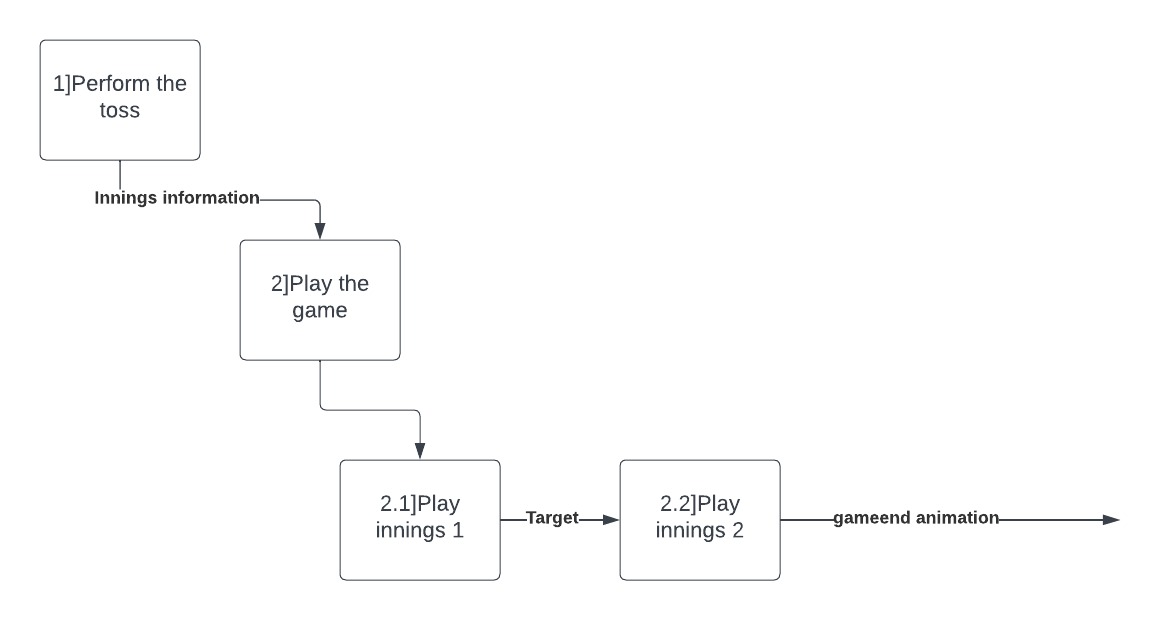 1]Perform the
toss
Innings information
2]Play the
game
2.1]Play
innings 1
Target
2.2]Play
innings 2
gameend animation